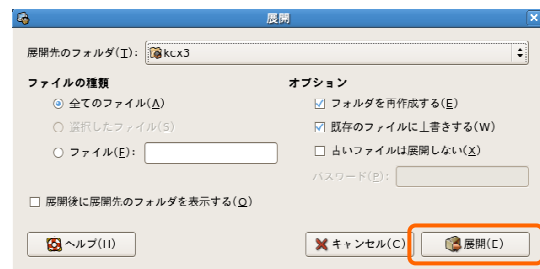 展開
展開先のフォルダ(T): kcx3
ファイルの種類
全てのファイル(A)
選択したファイル(S)
ファイル(F):
オプション
フォルダを再作成する(E)
既存のファイルに上書きする(W)
古いファイルは展開しない(X)
パスワード(P):
展開後に展開先のフォルダを表示する(O)
ヘルプ(H)
キャンセル(C)
展開(E)